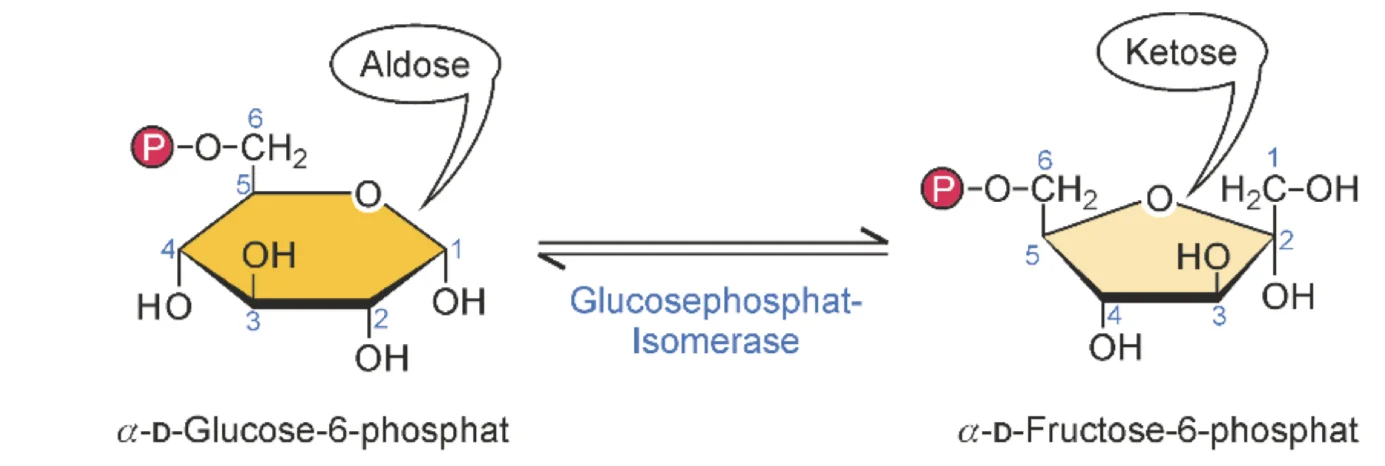 Aldose
6
P-O-CH₂
5
O
4
OH
1
HO
3
2
OH
OH
α-D-Glucose-6-phosphat
Glucosephosphat-
Isomerase
Ketose
6
1
P-O-CH₂
O
H₂C-OH
5
HO
2
4
3
OH
OH
α-D-Fructose-6-phosphat